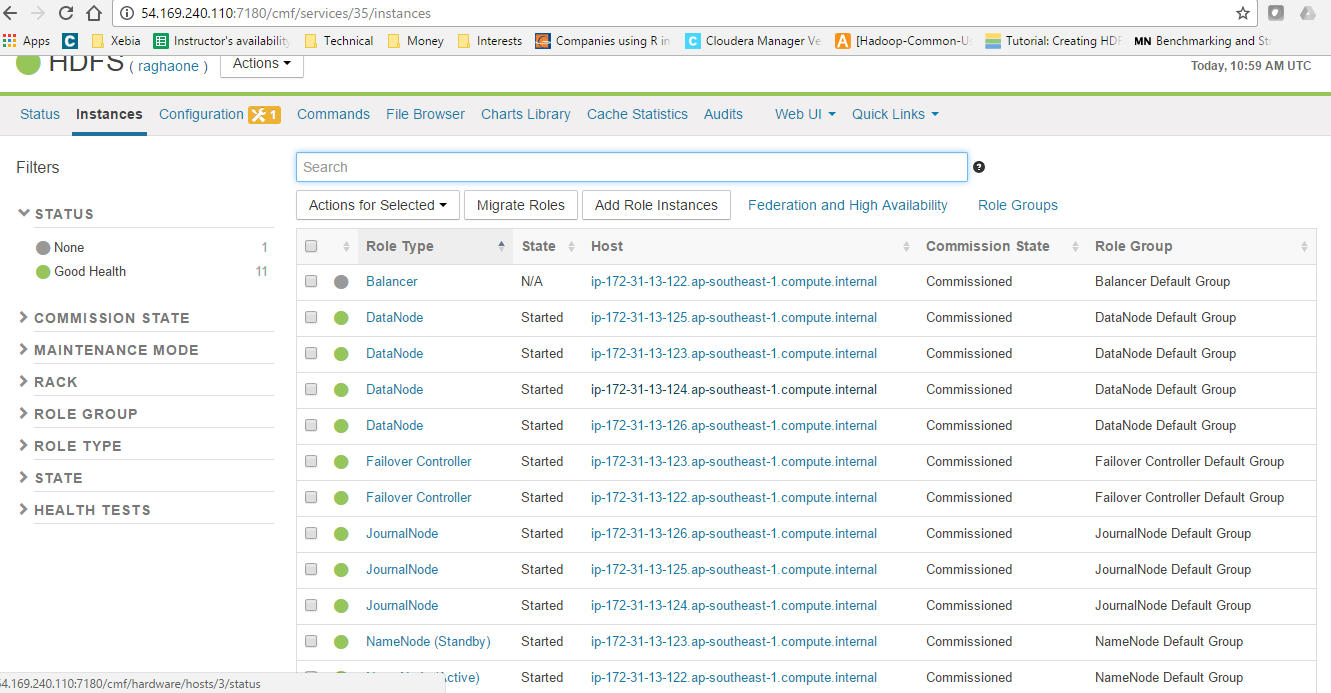 54.169.240.110:7180/cmf/services/35/instances
Apps C Xebia Instructor's availability Technical Money Interests Companies using R in Cloudera Manager Ve [Hadoop-Common-Us Tutorial: Creating HDF MN Benchmarking and Str
HDFS ( raghaone ) Actions Today, 10:59 AM UTC
Status Instances Configuration 1 Commands File Browser Charts Library Cache Statistics Audits Web UI Quick Links
Filters
Search ?
STATUS
None 1
Good Health 11
COMMISSION STATE
MAINTENANCE MODE
RACK
ROLE GROUP
ROLE TYPE
STATE
HEALTH TESTS
Actions for Selected Migrate Roles Add Role Instances Federation and High Availability Role Groups
Role Type State Host Commission State Role Group
Balancer N/A ip-172-31-13-122.ap-southeast-1.compute.internal Commissioned Balancer Default Group
DataNode Started ip-172-31-13-125.ap-southeast-1.compute.internal Commissioned DataNode Default Group
DataNode Started ip-172-31-13-123.ap-southeast-1.compute.internal Commissioned DataNode Default Group
DataNode Started ip-172-31-13-124.ap-southeast-1.compute.internal Commissioned DataNode Default Group
DataNode Started ip-172-31-13-126.ap-southeast-1.compute.internal Commissioned DataNode Default Group
Failover Controller Started ip-172-31-13-123.ap-southeast-1.compute.internal Commissioned Failover Controller Default Group
Failover Controller Started ip-172-31-13-122.ap-southeast-1.compute.internal Commissioned Failover Controller Default Group
JournalNode Started ip-172-31-13-126.ap-southeast-1.compute.internal Commissioned JournalNode Default Group
JournalNode Started ip-172-31-13-125.ap-southeast-1.compute.internal Commissioned JournalNode Default Group
JournalNode Started ip-172-31-13-124.ap-southeast-1.compute.internal Commissioned JournalNode Default Group
NameNode (Standby) Started ip-172-31-13-123.ap-southeast-1.compute.internal Commissioned NameNode Default Group
ctive) Started ip-172-31-13-122.ap-southeast-1.compute.internal Commissioned NameNode Default Group
4.169.240.110:7180/cmf/hardware/hosts/3/status